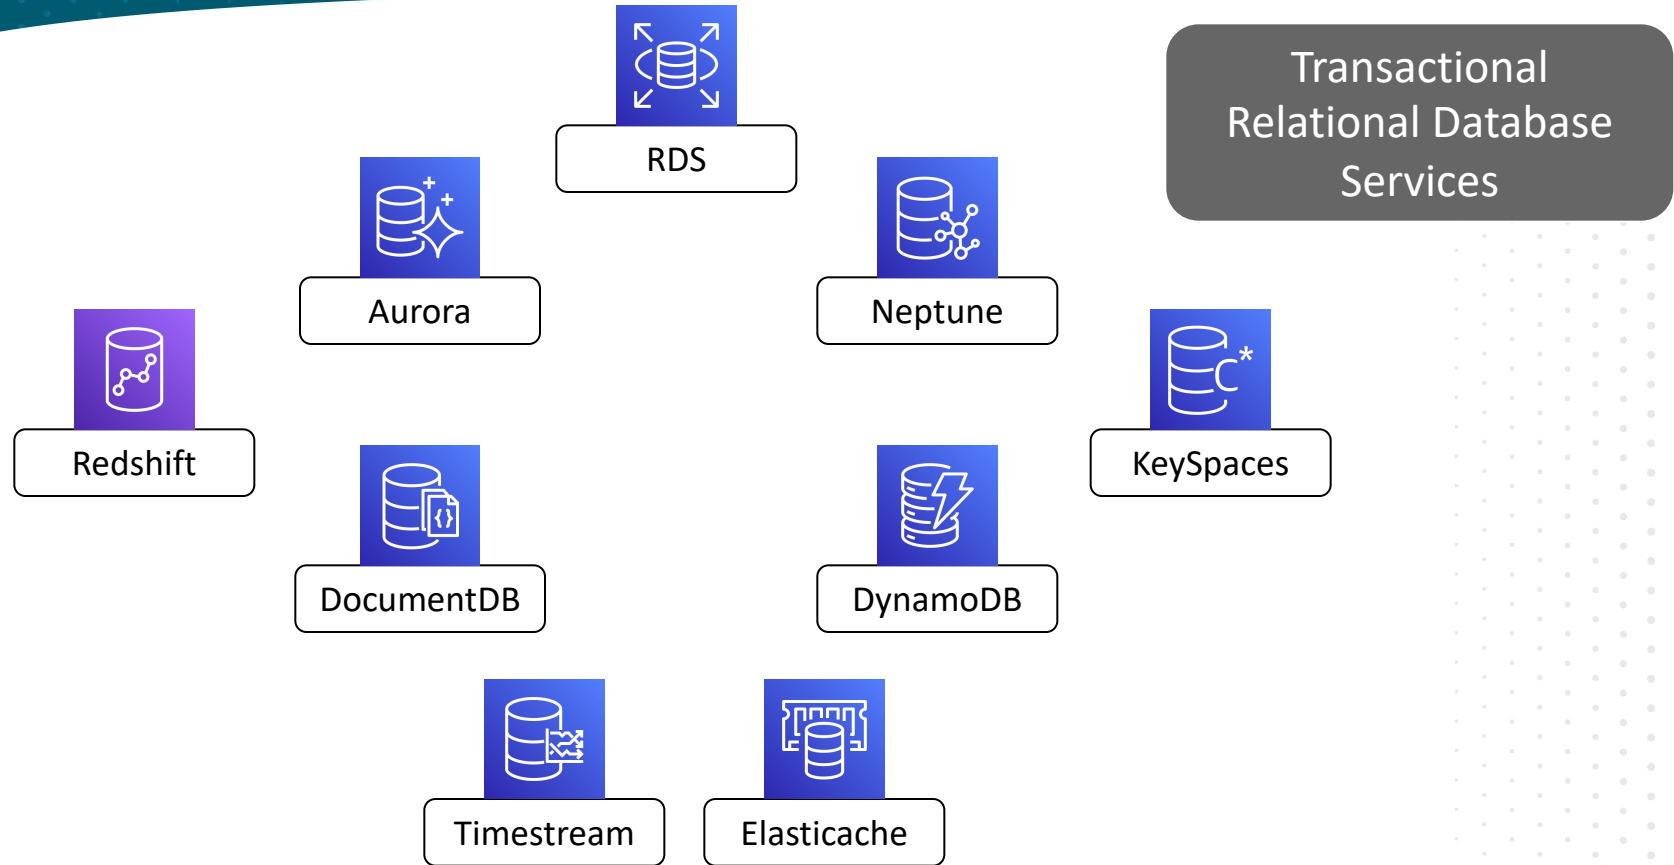 Transactional
Relational Database
Services
RDS
Aurora
Neptune
Redshift
C*
KeySpaces
{}
DocumentDB
DynamoDB
Timestream
Elasticache